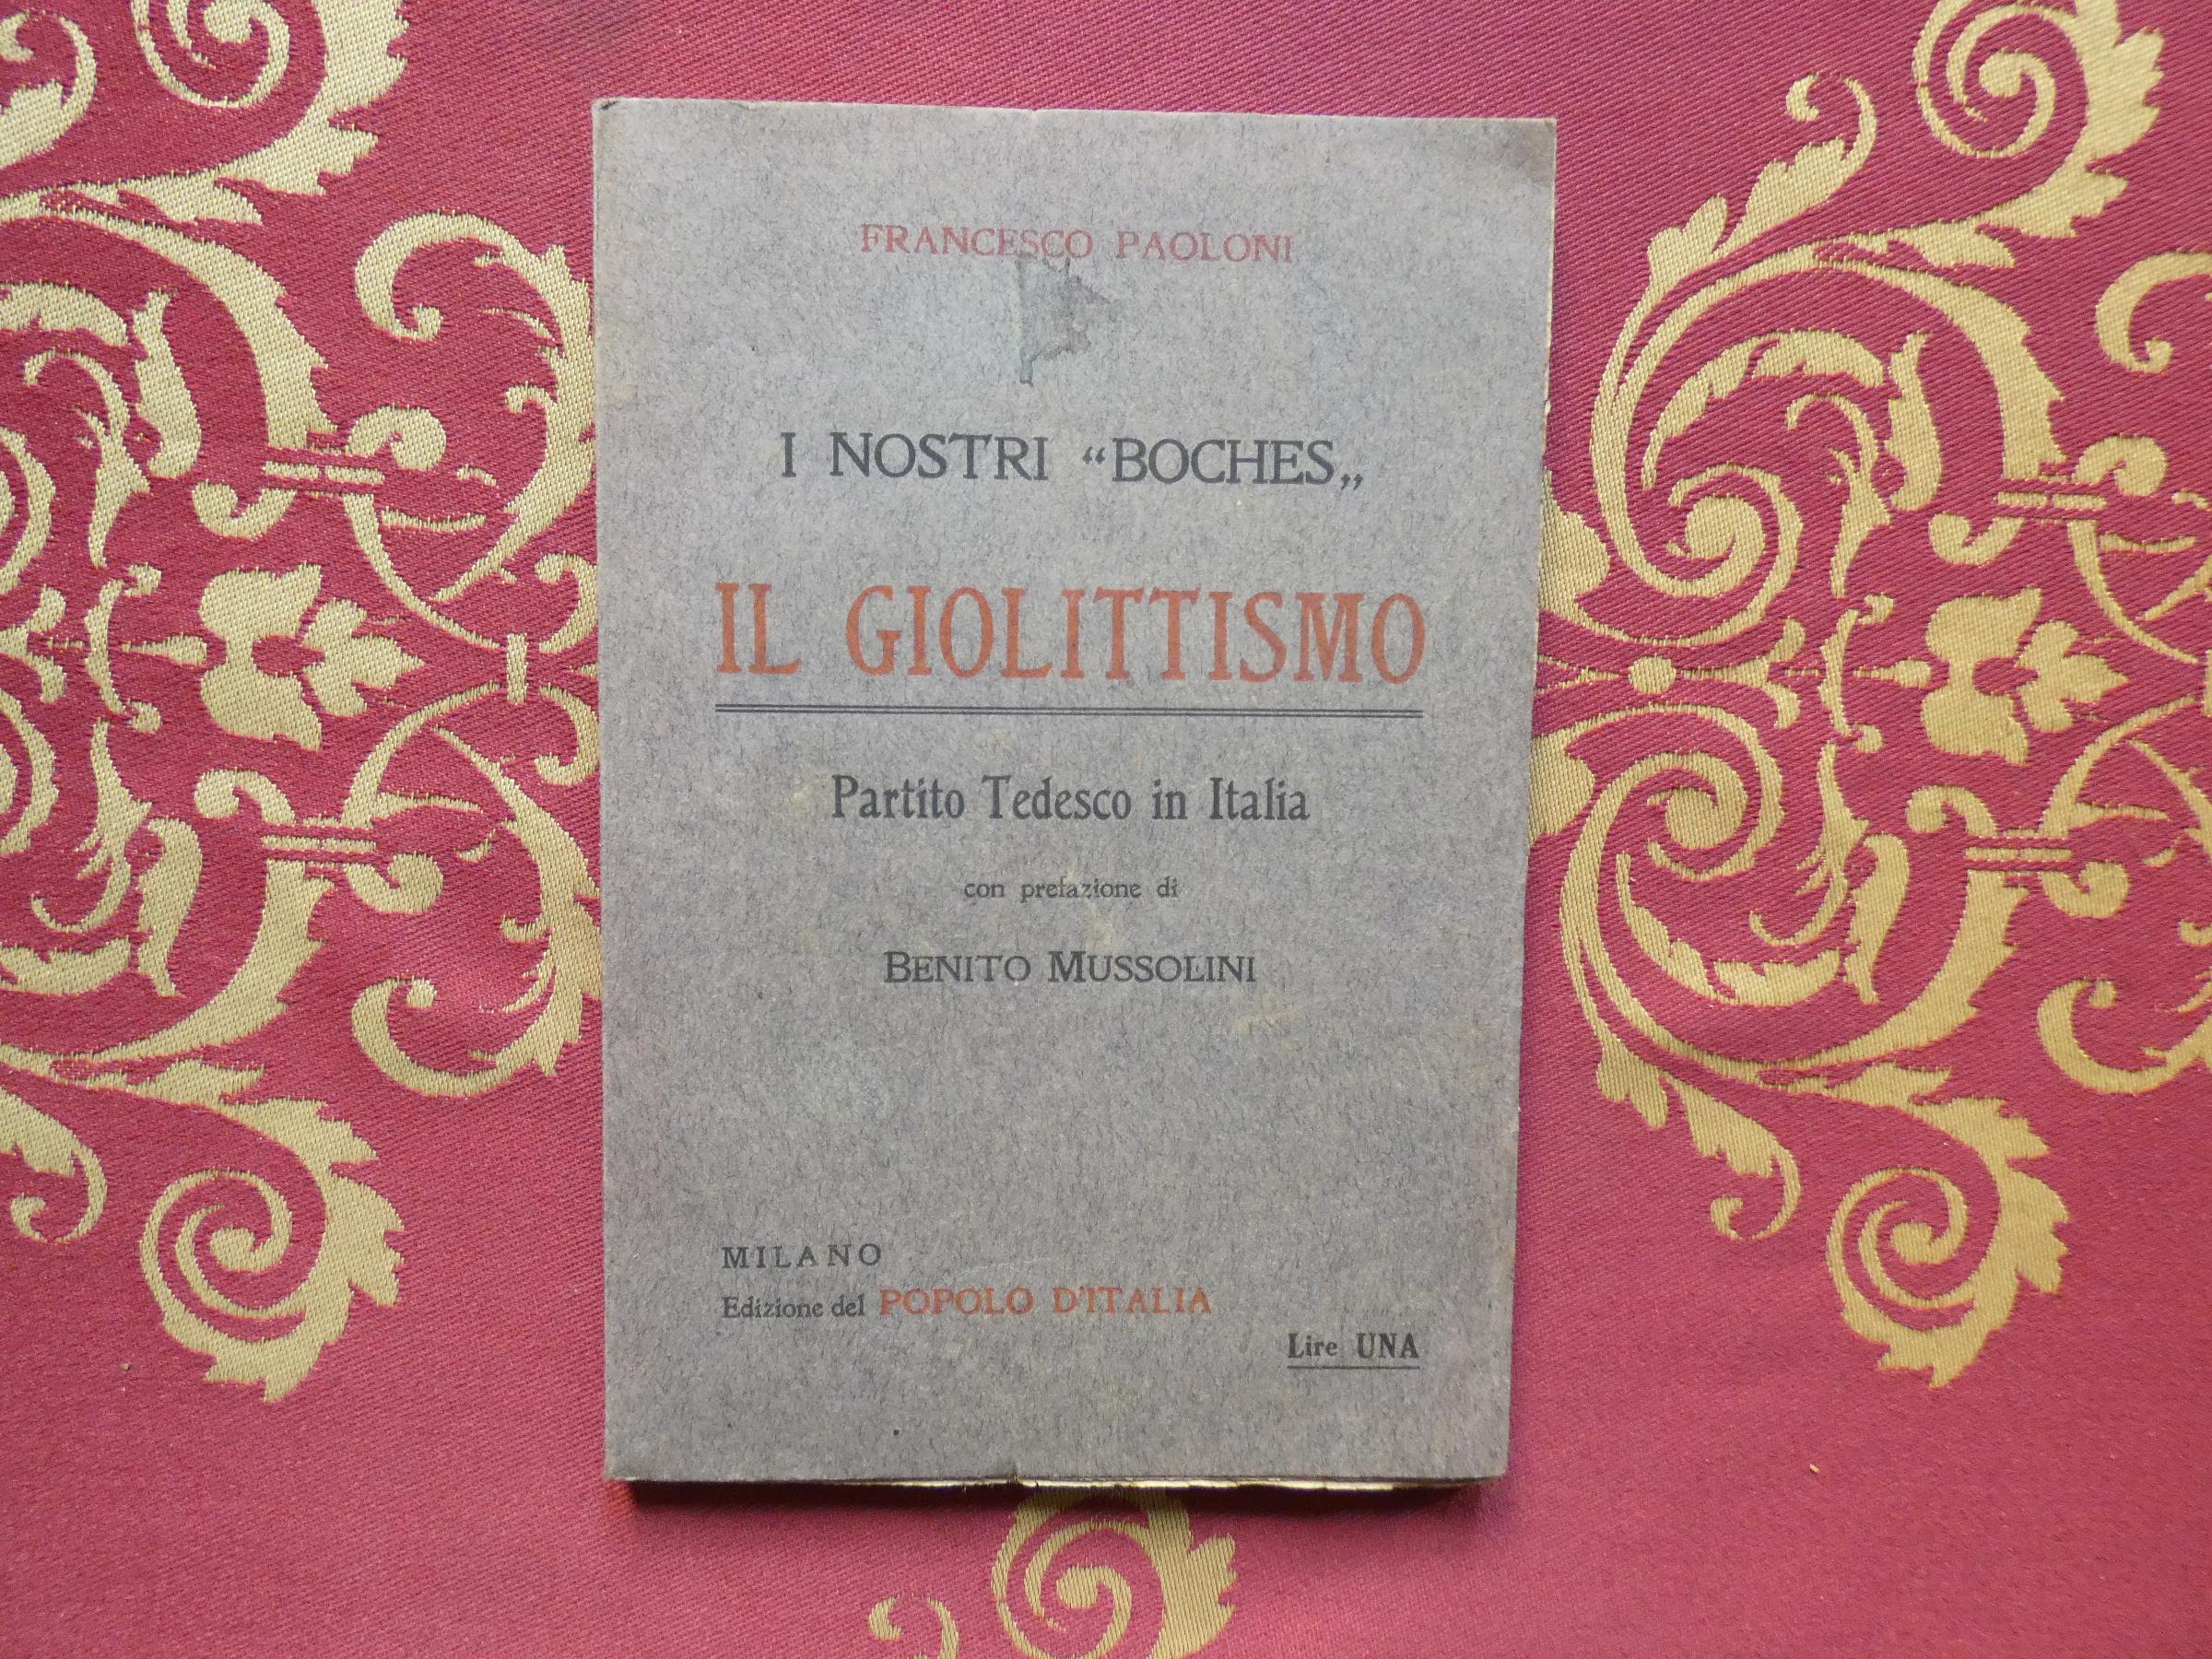 FRANCESCO PAOLONI
I NOSTRI “BOCHES„
IL GIOLITTISMO
Partito Tedesco in Italia
con prefazione di
BENITO MUSSOLINI
MILANO
Edizione del POPOLO D'ITALIA
Lire UNA